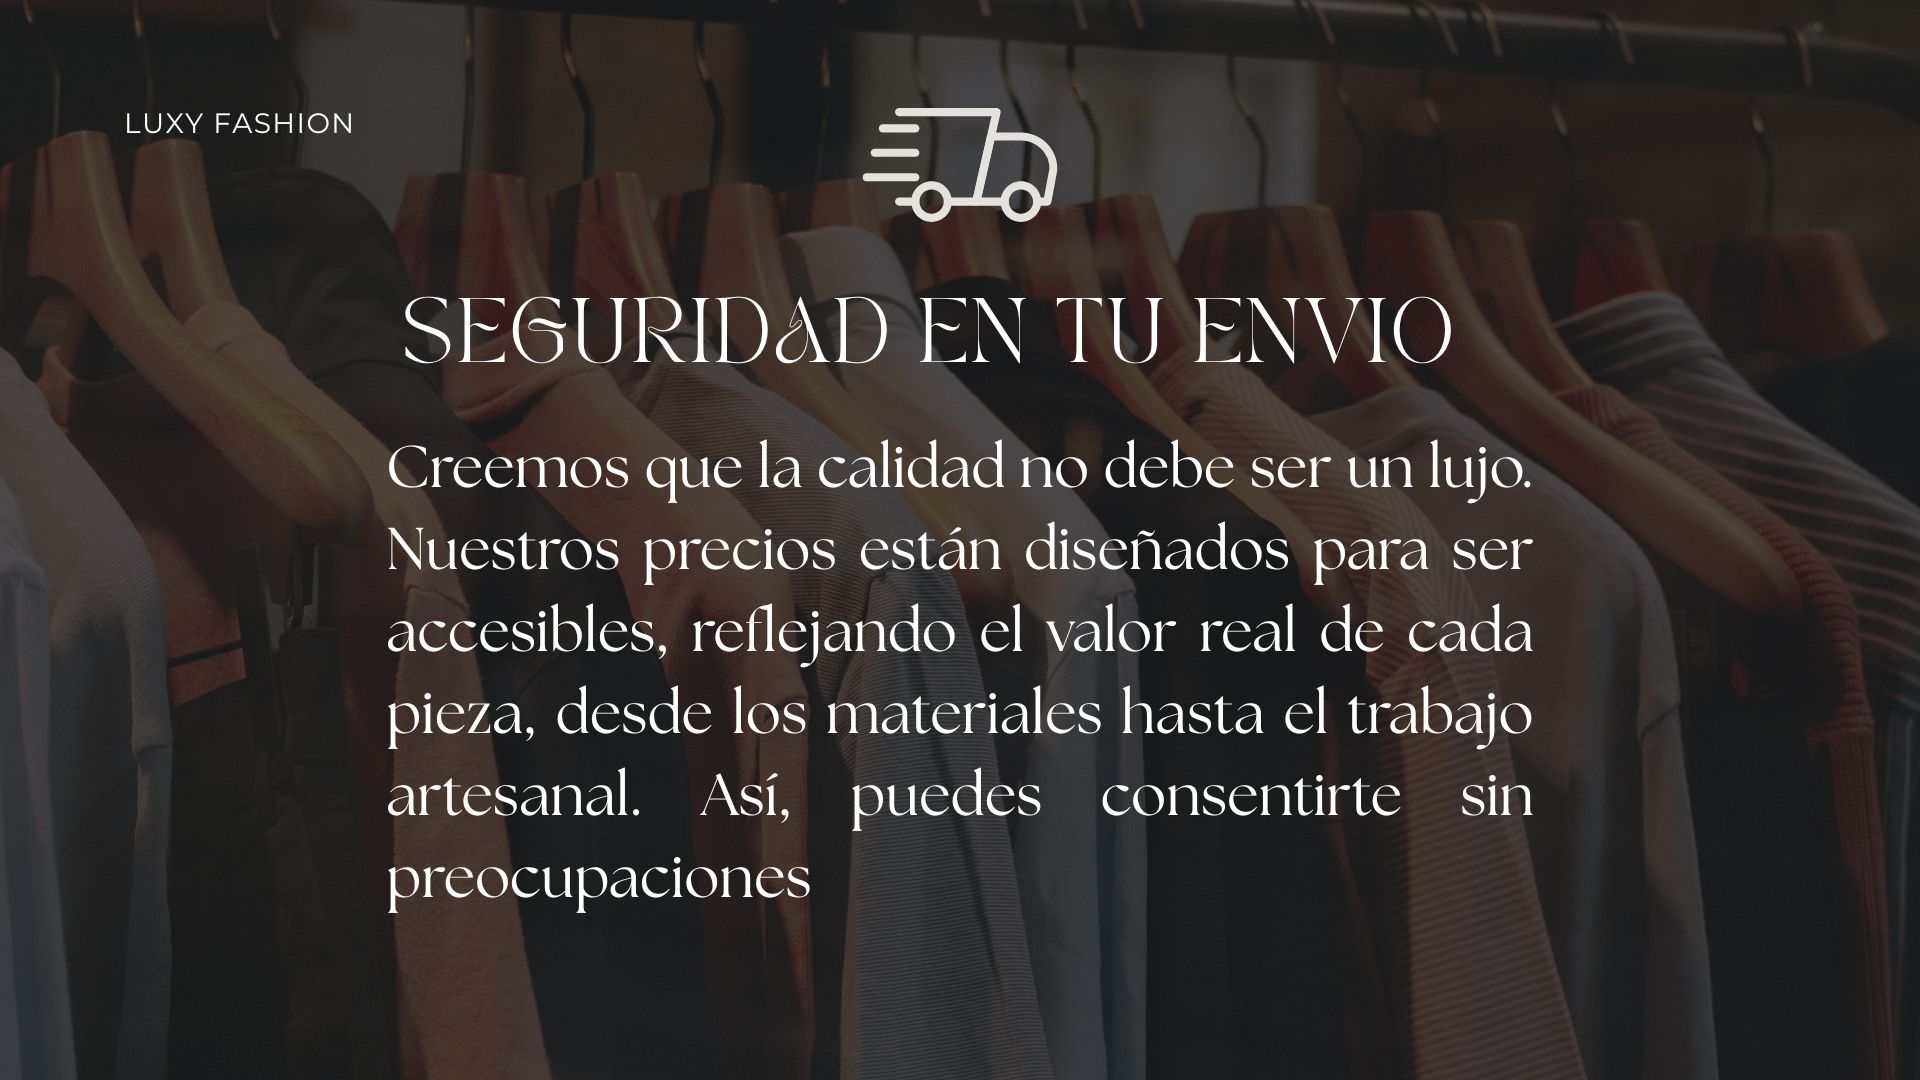 LUXY FASHION
SEGURIDAD EN TU ENVIO
Creemos que la calidad no debe ser un lujo.
Nuestros precios están diseñados para ser
accesibles, reflejando el valor real de cada
pieza, desde los materiales hasta el trabajo
artesanal. Así, puedes consentirte sin
preocupaciones